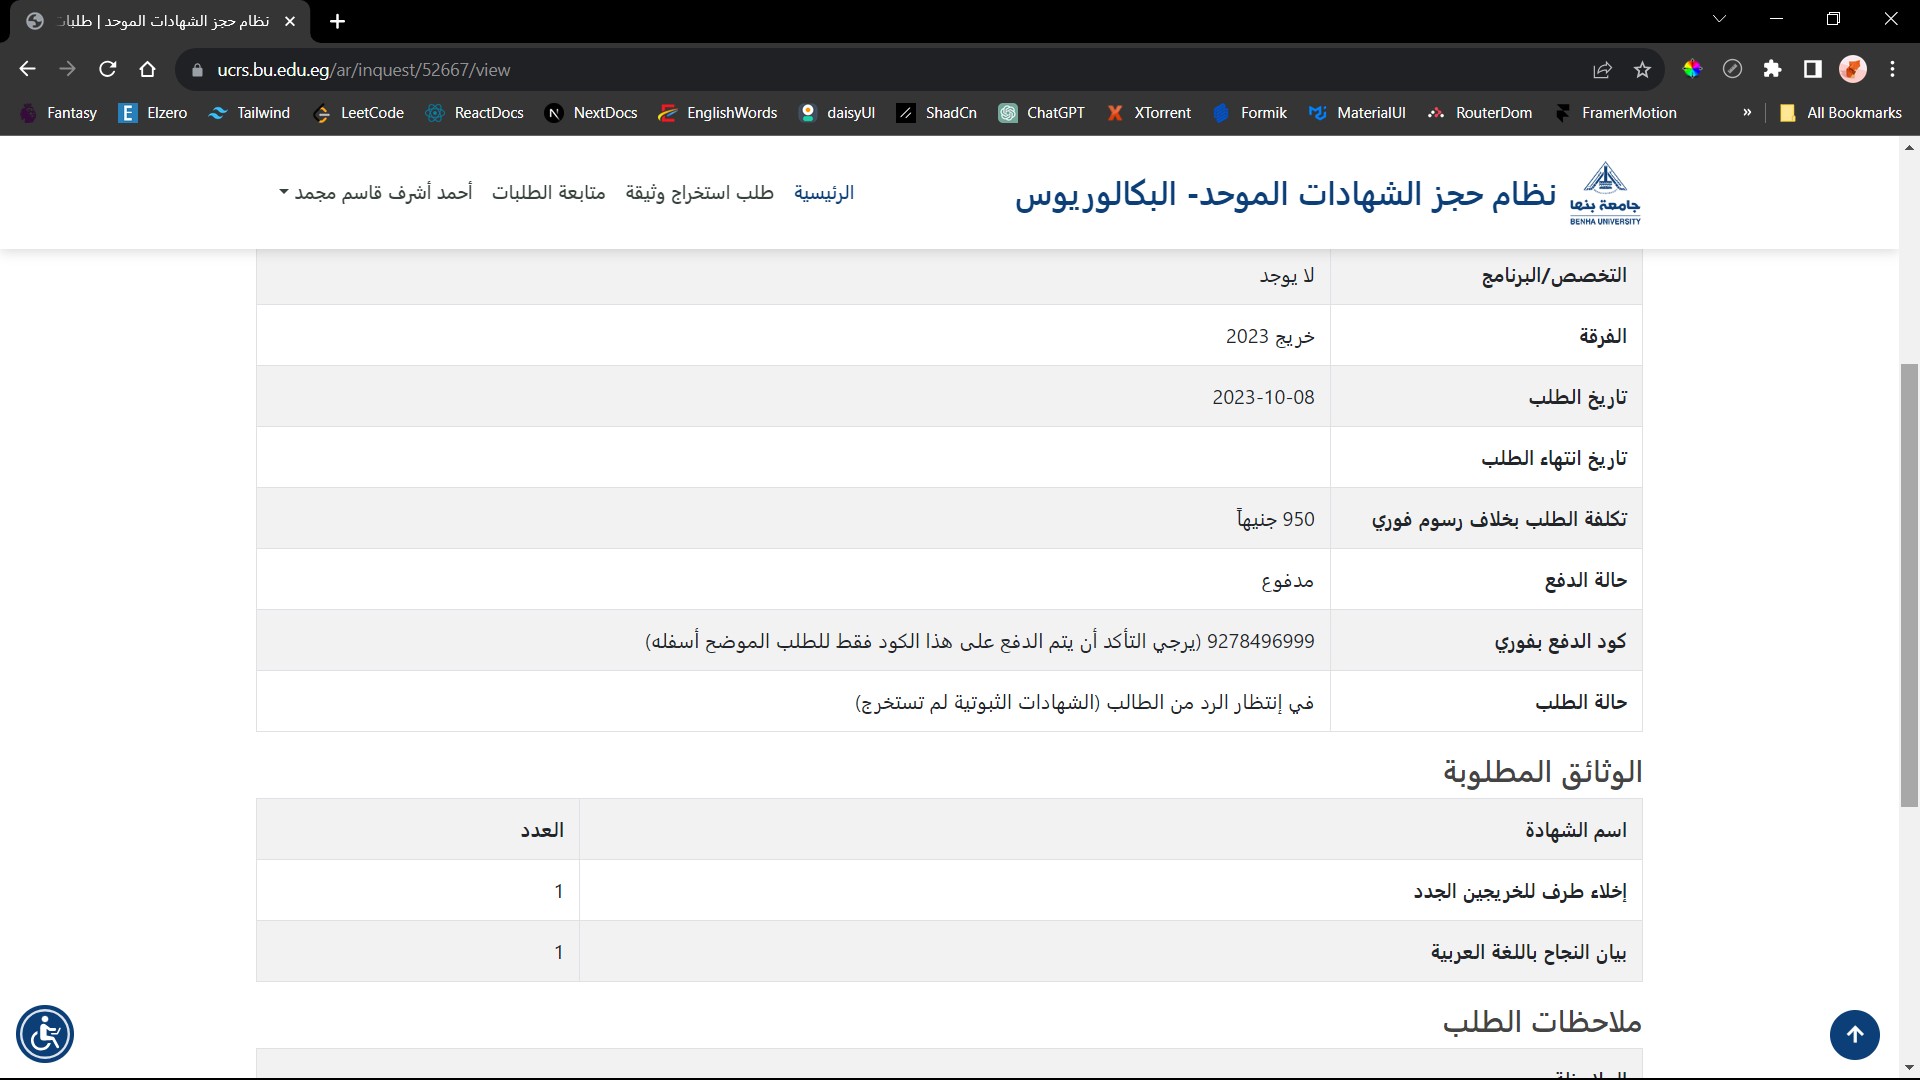 نظام حجز الشهادات الموحد | طلبات
ucrs.bu.edu.eg/ar/inquest/52667/view
Fantasy Elzero Tailwind LeetCode ReactDocs NextDocs EnglishWords daisyUI ShadCn ChatGPT XTorrent Formik MaterialUI RouterDom FramerMotion » All Bookmarks
جامعة بنها
BENHA UNIVERSITY
نظام حجز الشهادات الموحد- البكالوريوس
الرئيسية طلب استخراج وثيقة متابعة الطلبات أحمد أشرف قاسم مجمد
التخصص/البرنامج لا يوجد
الفرقة خريج 2023
تاريخ الطلب 2023-10-08
تاريخ انتهاء الطلب
تكلفة الطلب بخلاف رسوم فوري 950 جنيهاً
حالة الدفع مدفوع
كود الدفع بفوري 9278496999 (يرجي التأكد أن يتم الدفع على هذا الكود فقط للطلب الموضح أسفله)
حالة الطلب في إنتظار الرد من الطالب (الشهادات الثبوتية لم تستخرج)
الوثائق المطلوبة
اسم الشهادة العدد
إخلاء طرف للخريجين الجدد 1
بيان النجاح باللغة العربية 1
ملاحظات الطلب